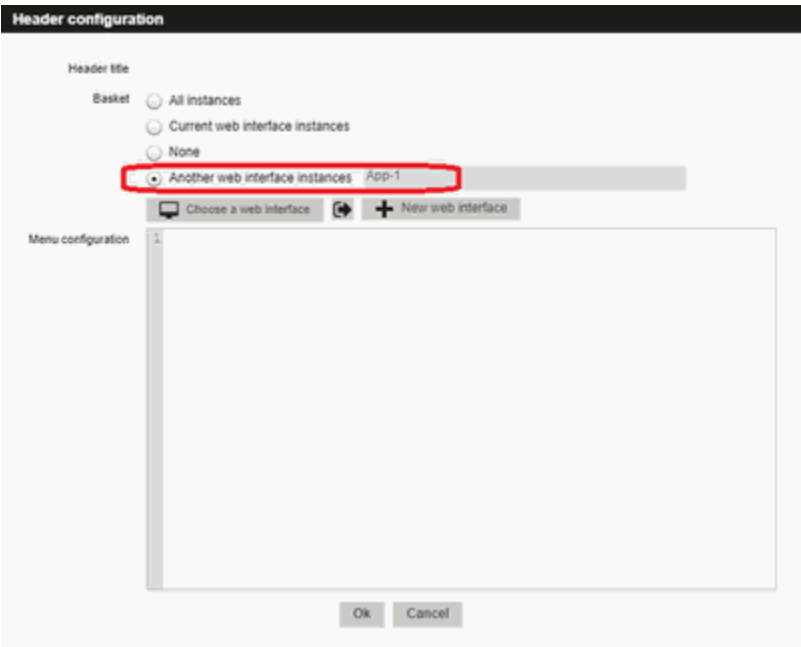 Header configuration
Header title
Basket All instances
Current web interface instances
None
Another web interface instances App-1
Choose a web interface New web interface
Menu configuration 1
Ok Cancel